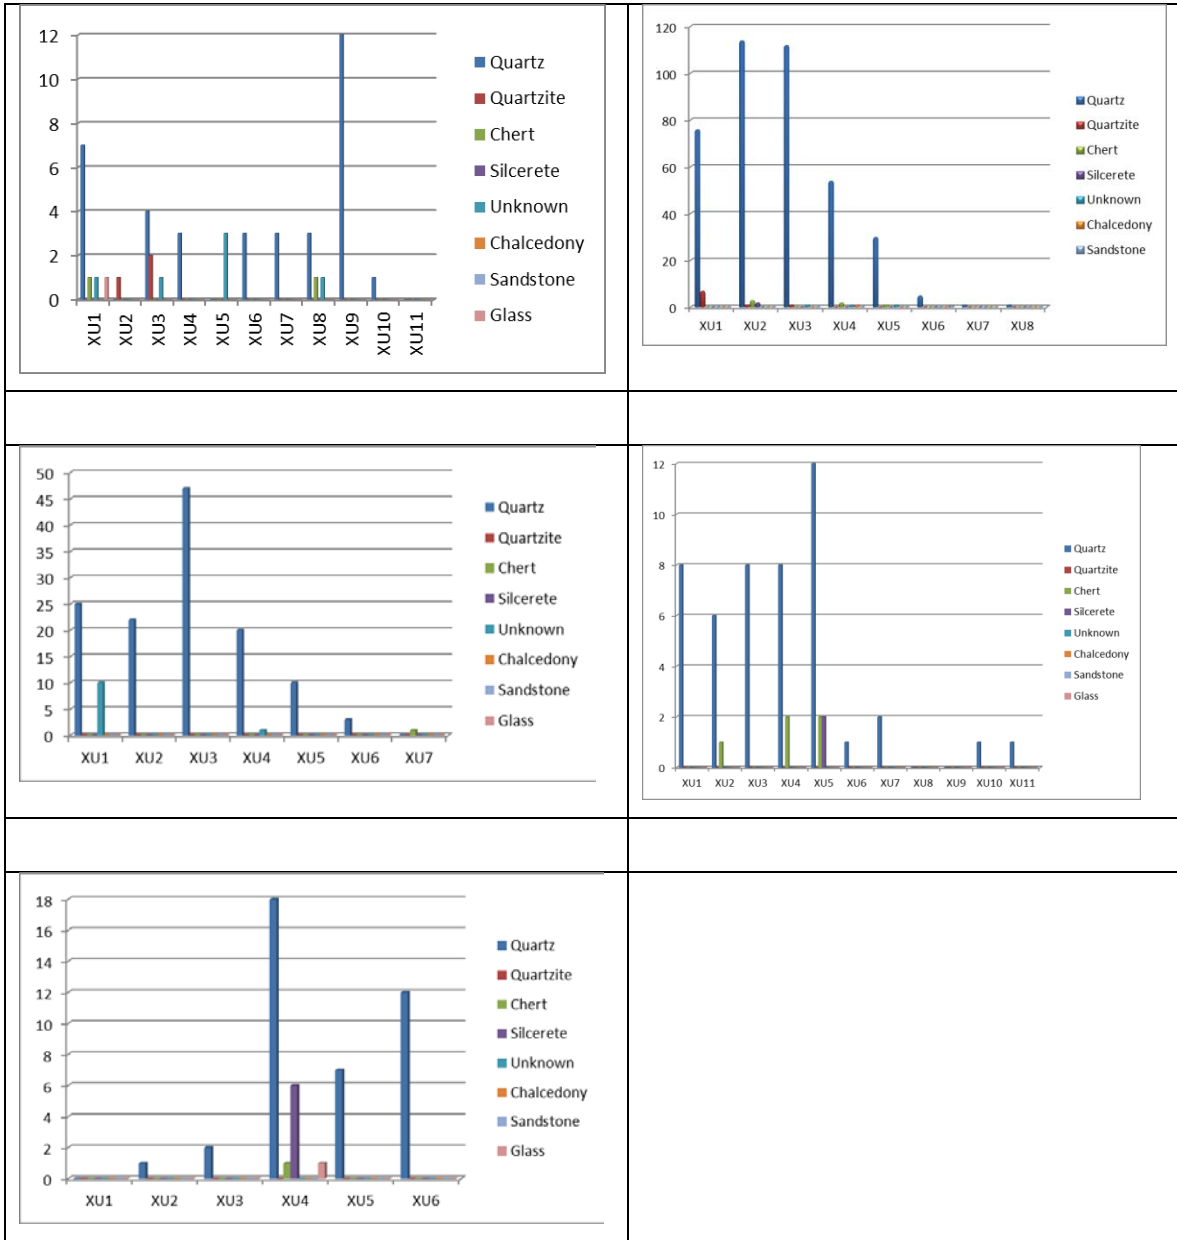 12
10
8
6
4
2
0
XU1
XU2
XU3
XU4
XU5
XU6
XU7
XU8
XU9
XU10
XU11
Quartz
Quartzite
Chert
Silcerete
Unknown
Chalcedony
Sandstone
Glass
120
100
80
60
40
20
0
XU1 XU2 XU3 XU4 XU5 XU6 XU7 XU8
Quartz
Quartzite
Chert
Silcerete
Unknown
Chalcedony
Sandstone
50
45
40
35
30
25
20
15
10
5
0
XU1 XU2 XU3 XU4 XU5 XU6 XU7
Quartz
Quartzite
Chert
Silcerete
Unknown
Chalcedony
Sandstone
Glass
12
10
8
6
4
2
0
XU1 XU2 XU3 XU4 XU5 XU6 XU7 XU8 XU9 XU10 XU11
Quartz
Quartzite
Chert
Silcerete
Unknown
Chalcedony
Sandstone
Glass
18
16
14
12
10
8
6
4
2
0
XU1 XU2 XU3 XU4 XU5 XU6
Quartz
Quartzite
Chert
Silcerete
Unknown
Chalcedony
Sandstone
Glass